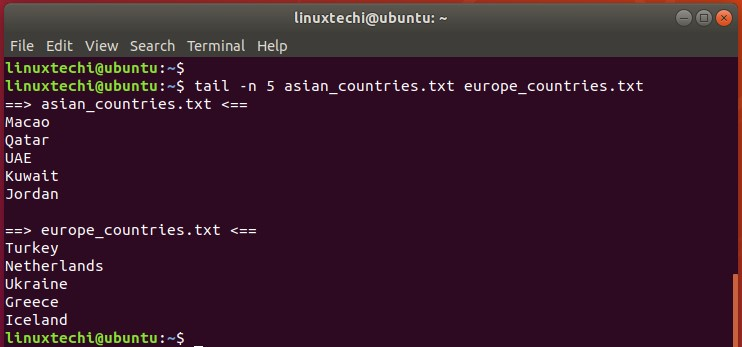 linuxtechi@ubuntu: ~
File Edit View Search Terminal Help
linuxtechi@ubuntu:~$
linuxtechi@ubuntu:~$ tail -n 5 asian_countries.txt europe_countries.txt
==> asian_countries.txt <==
Macao
Qatar
UAE
Kuwait
Jordan

==> europe_countries.txt <==
Turkey
Netherlands
Ukraine
Greece
Iceland
linuxtechi@ubuntu:~$